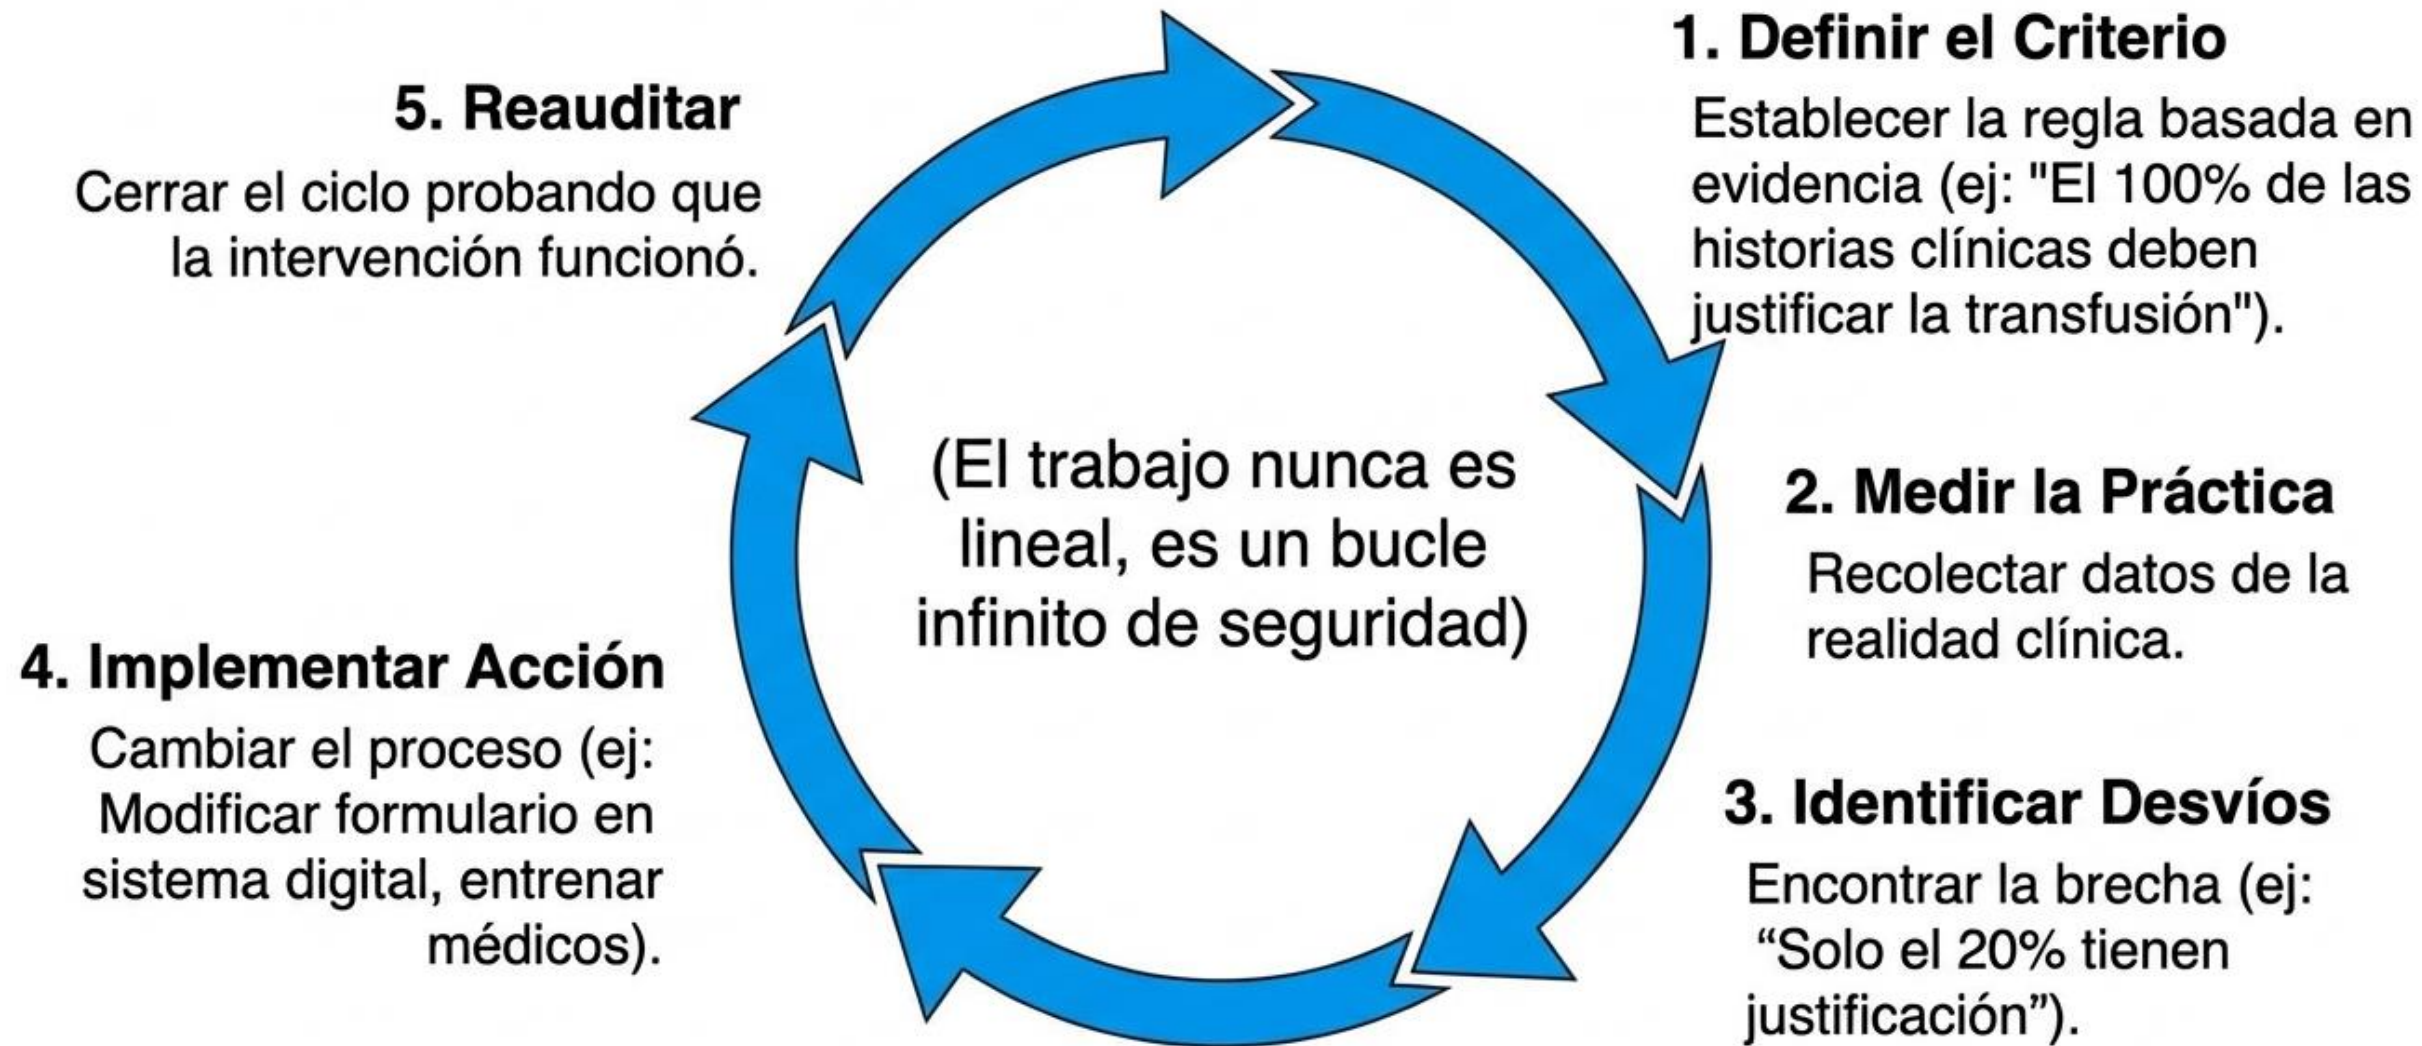 1. Definir el Criterio
Establecer la regla basada en
evidencia (ej: "El 100% de las
historias clínicas deben
justificar la transfusión").
2. Medir la Práctica
Recolectar datos de la
realidad clínica.
3. Identificar Desvíos
Encontrar la brecha (ej:
“Solo el 20% tienen
justificación”).
4. Implementar Acción
Cambiar el proceso (ej:
Modificar formulario en
sistema digital, entrenar
médicos).
5. Reauditar
Cerrar el ciclo probando que
la intervención funcionó.
(El trabajo nunca es
lineal, es un bucle
infinito de seguridad)